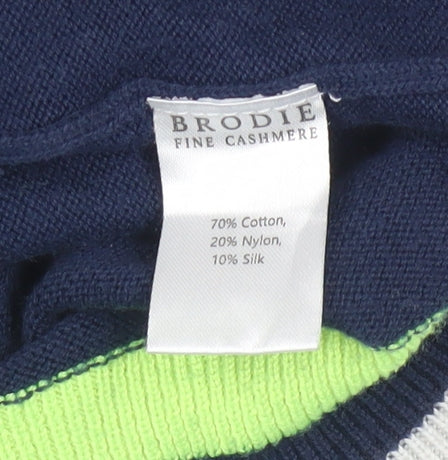 BRODIE
FINE CASHMERE
70% Cotton,
20% Nylon,
10% Silk